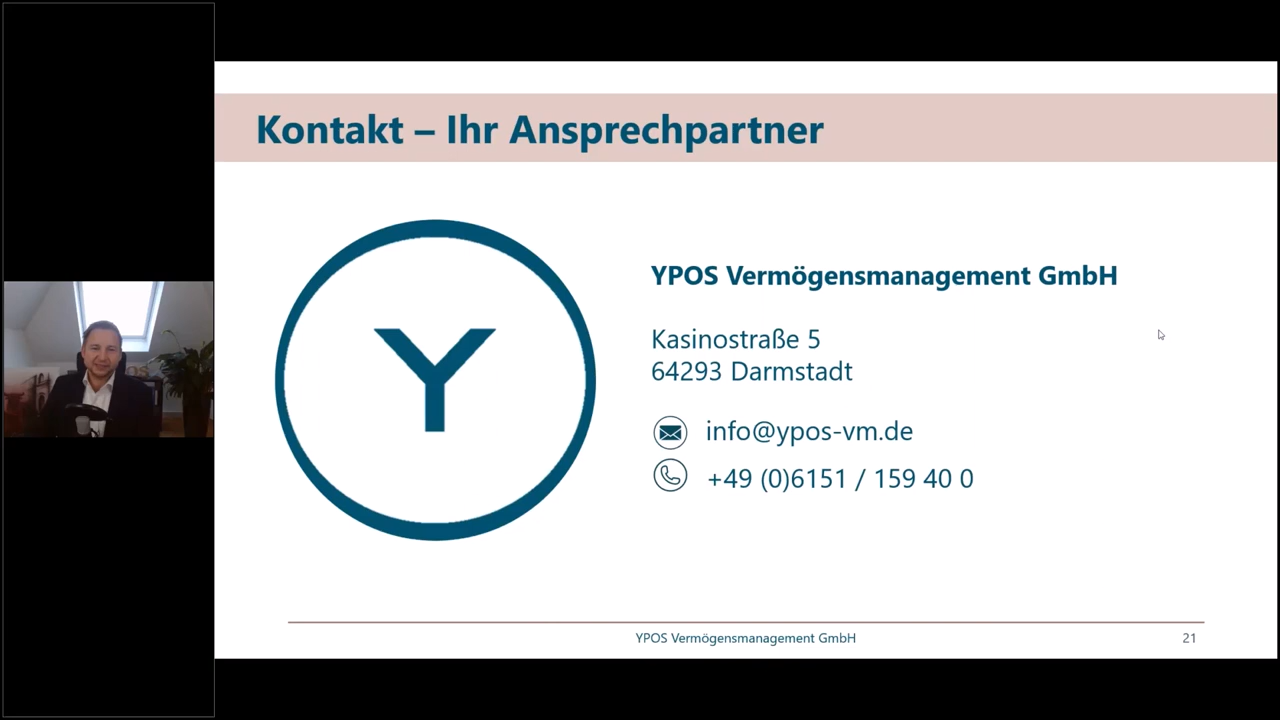 Kontakt – Ihr Ansprechpartner
Y
YPOS Vermögensmanagement GmbH
Kasinostraße 5
64293 Darmstadt
info@ypos-vm.de
+49 (0)6151 / 159 40 0
YPOS Vermögensmanagement GmbH
21